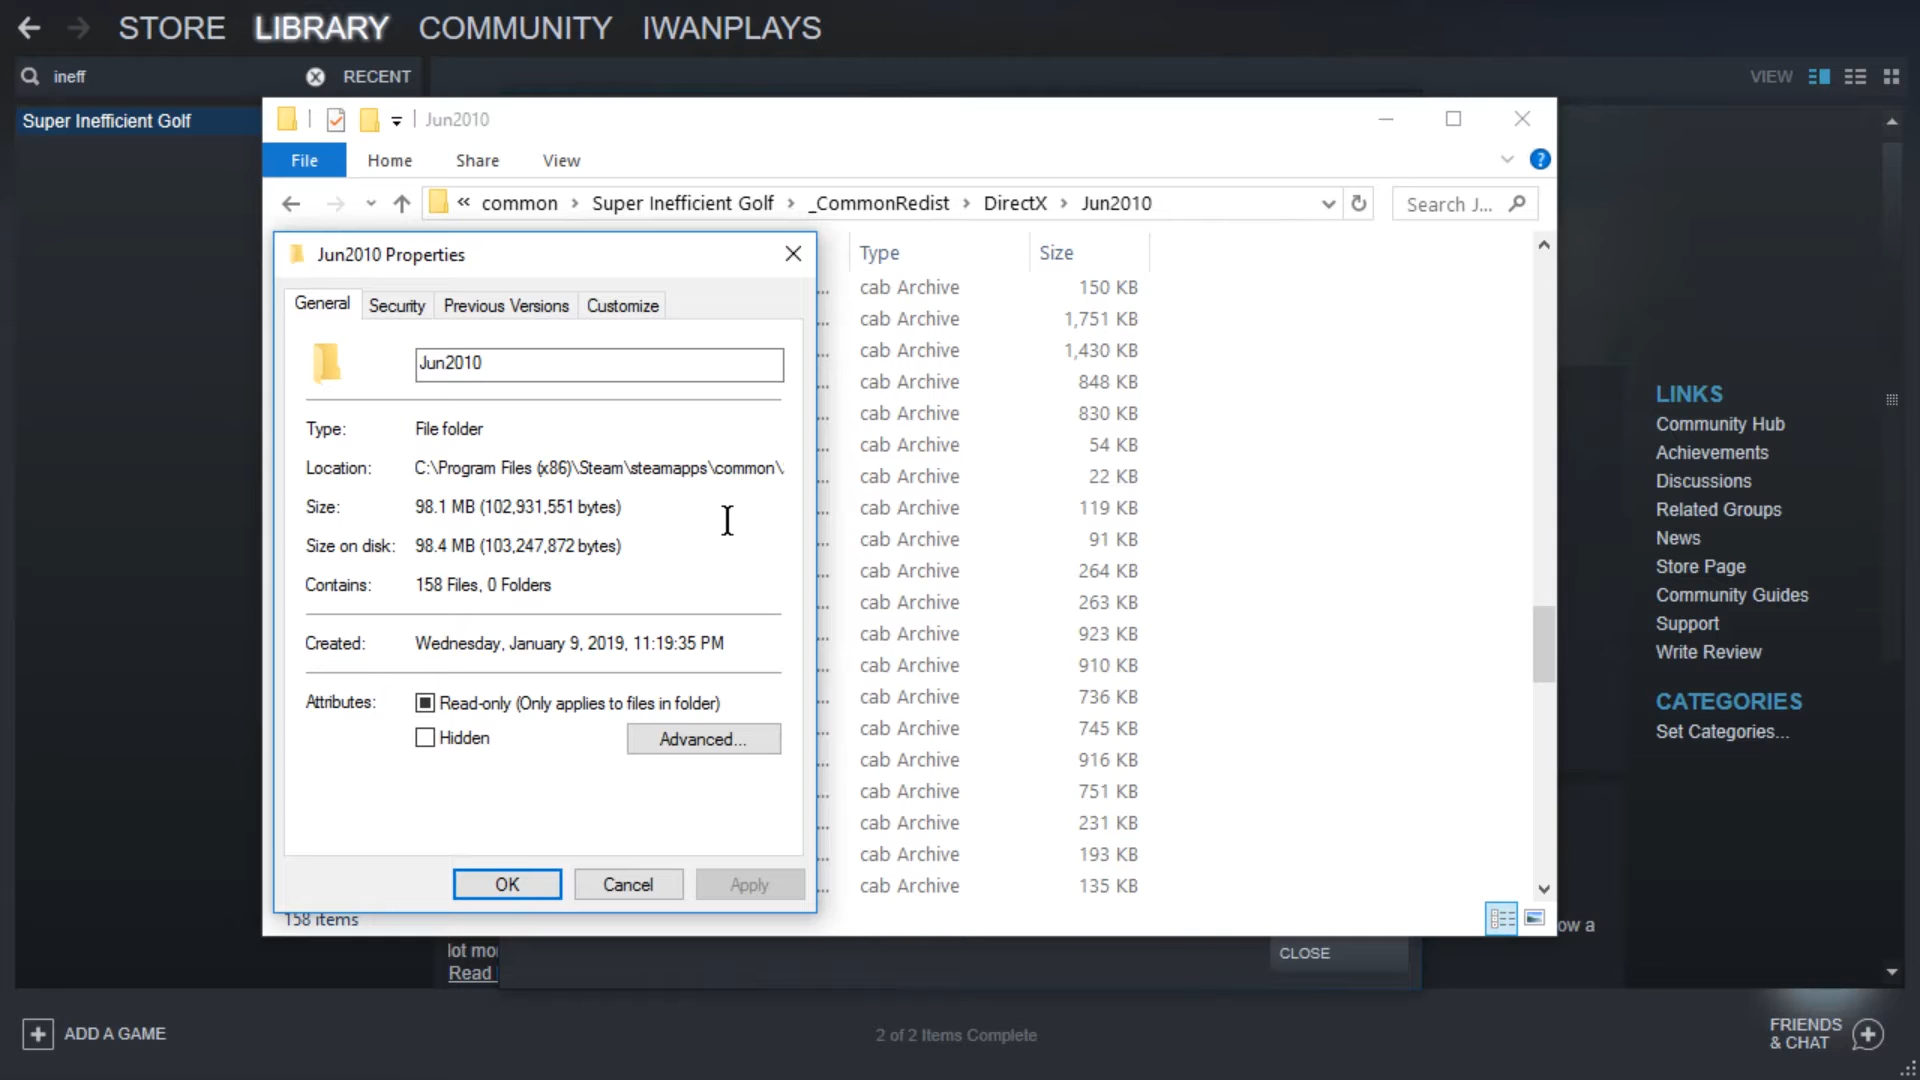 STORE LIBRARY COMMUNITY IWANPLAYS
ineff RECENT VIEW
Super Inefficient Golf
Jun2010
File Home Share View
« common › Super Inefficient Golf › _CommonRedist › DirectX › Jun2010
Search J...
Jun2010 Properties
General Security Previous Versions Customize
Jun2010
Type: File folder
Location: C:\Program Files (x86)\Steam\steamapps\common\
Size: 98.1 MB (102,931,551 bytes)
Size on disk: 98.4 MB (103,247,872 bytes)
Contains: 158 Files, 0 Folders
Created: Wednesday, January 9, 2019, 11:19:35 PM
Attributes: Read-only (Only applies to files in folder)
Hidden Advanced...
OK Cancel Apply
Type Size
... cab Archive 150 KB
... cab Archive 1,751 KB
... cab Archive 1,430 KB
... cab Archive 848 KB
... cab Archive 830 KB
... cab Archive 54 KB
... cab Archive 22 KB
... cab Archive 119 KB
... cab Archive 91 KB
... cab Archive 264 KB
... cab Archive 263 KB
... cab Archive 923 KB
... cab Archive 910 KB
... cab Archive 736 KB
... cab Archive 745 KB
... cab Archive 916 KB
... cab Archive 751 KB
... cab Archive 231 KB
... cab Archive 193 KB
... cab Archive 135 KB
158 items
LINKS
Community Hub
Achievements
Discussions
Related Groups
News
Store Page
Community Guides
Support
Write Review
CATEGORIES
Set Categories...
ow a
lot mo
Read
CLOSE
ADD A GAME
2 of 2 Items Complete
FRIENDS
& CHAT